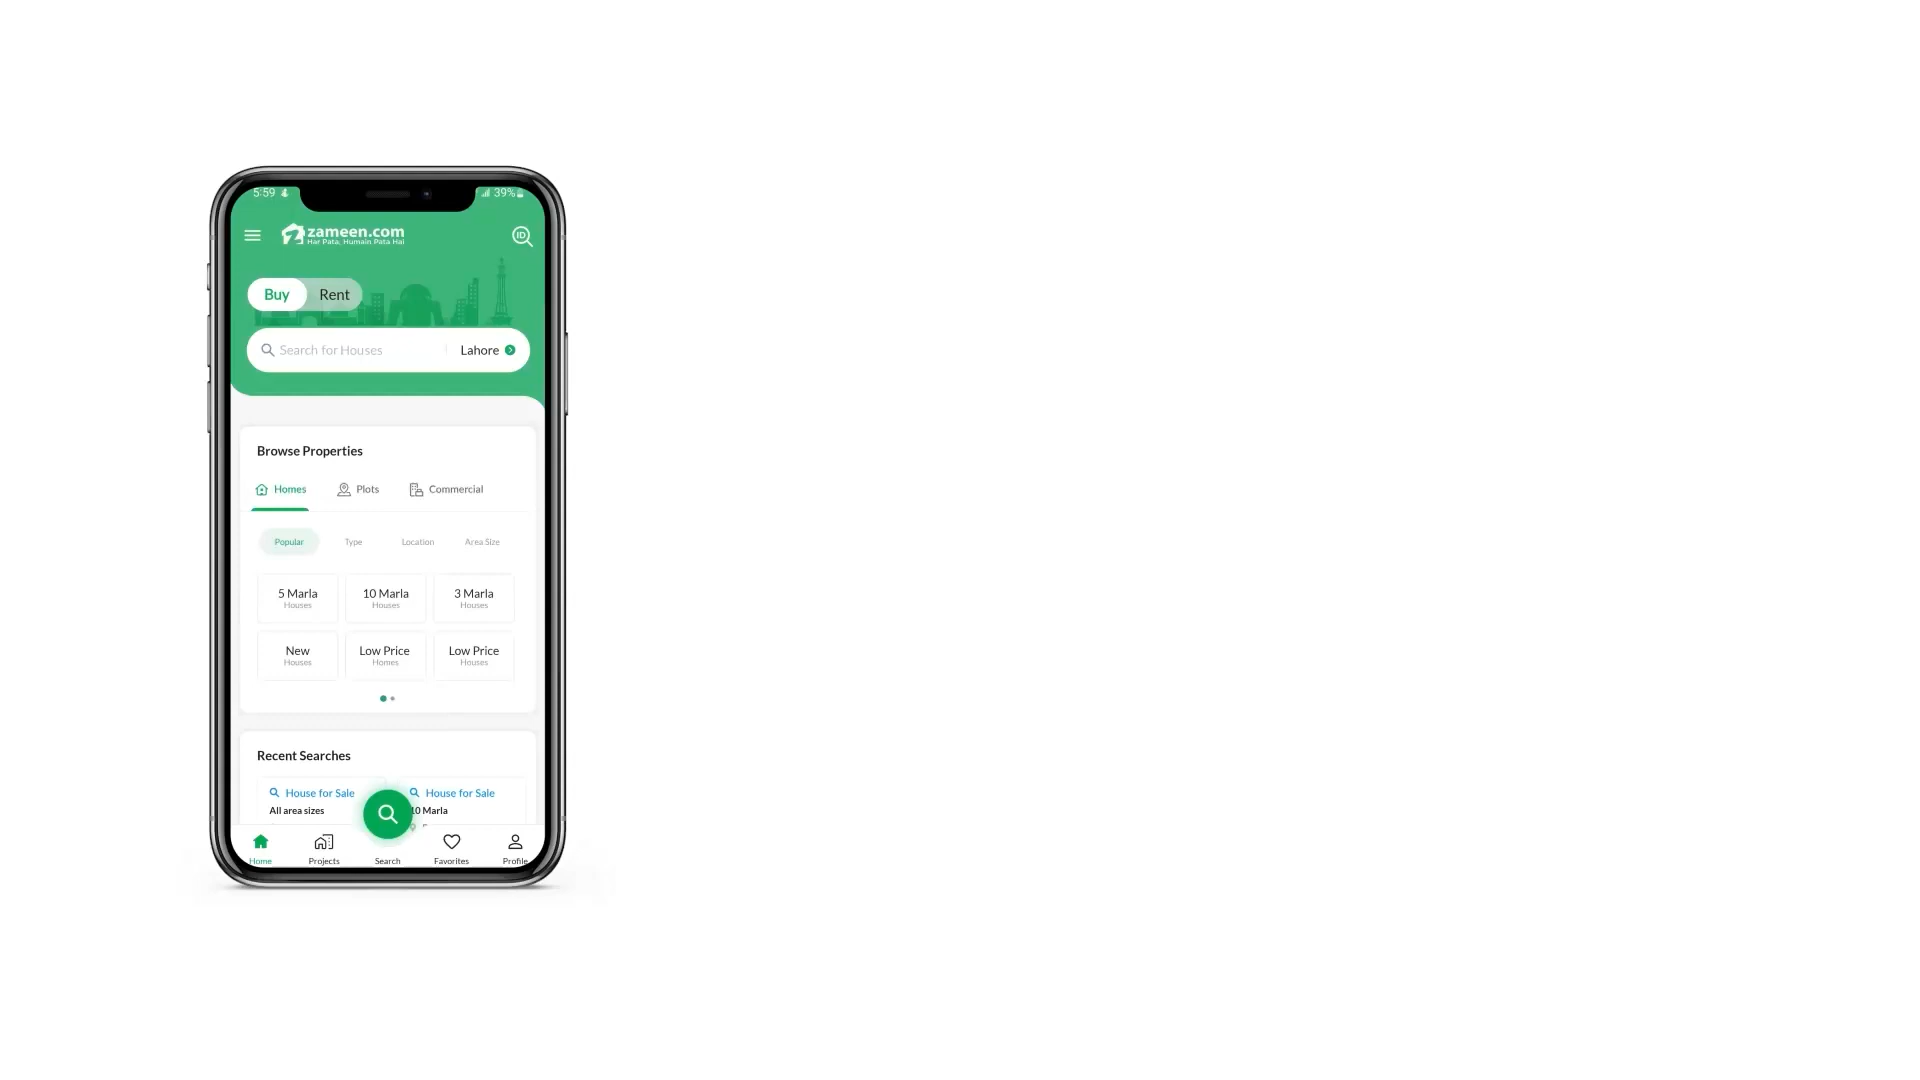 5:59
39%
zameen.com
Har Pata, Humain Pata Hai
ID
Buy Rent
Search for Houses Lahore
Browse Properties
Homes Plots Commercial
Popular Type Location Area Size
5 Marla 10 Marla 3 Marla
Houses Houses Houses
New Low Price Low Price
Houses Homes Houses
Recent Searches
House for Sale House for Sale
All area sizes 10 Marla
Home Projects Search Favorites Profile